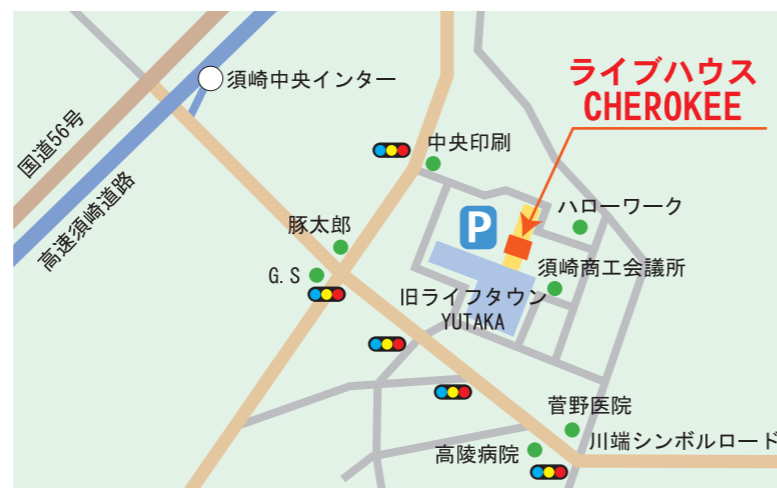 ライブハウス
CHEROKEE
須崎中央インター
国道56号
高速須崎道路
中央印刷
P
ハローワーク
豚太郎
G.S
須崎商工会議所
旧ライフタウン
YUTAKA
菅野医院
川端シンボルロード
高陵病院